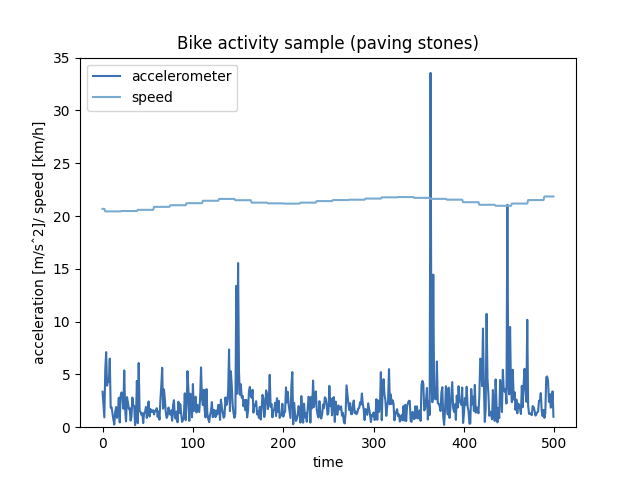 Bike activity sample (paving stones)
accelerometer
speed
acceleration [m/s^2]/ speed [km/h]
35
30
25
20
15
10
5
0
0 100 200 300 400 500
time